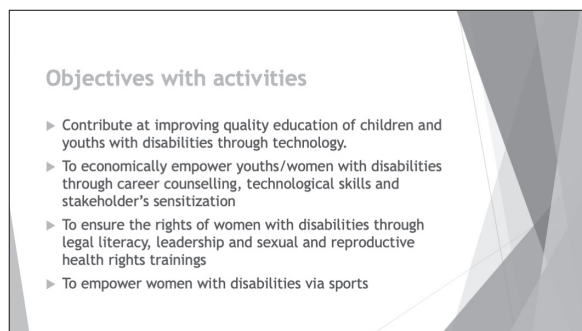 Objectives with activities
Contribute at improving quality education of children and
youths with disabilities through technology.
To economically empower youths/women with disabilities
through career counselling, technological skills and
stakeholder's sensitization
To ensure the rights of women with disabilities through
legal literacy, leadership and sexual and reproductive
health rights trainings
To empower women with disabilities via sports